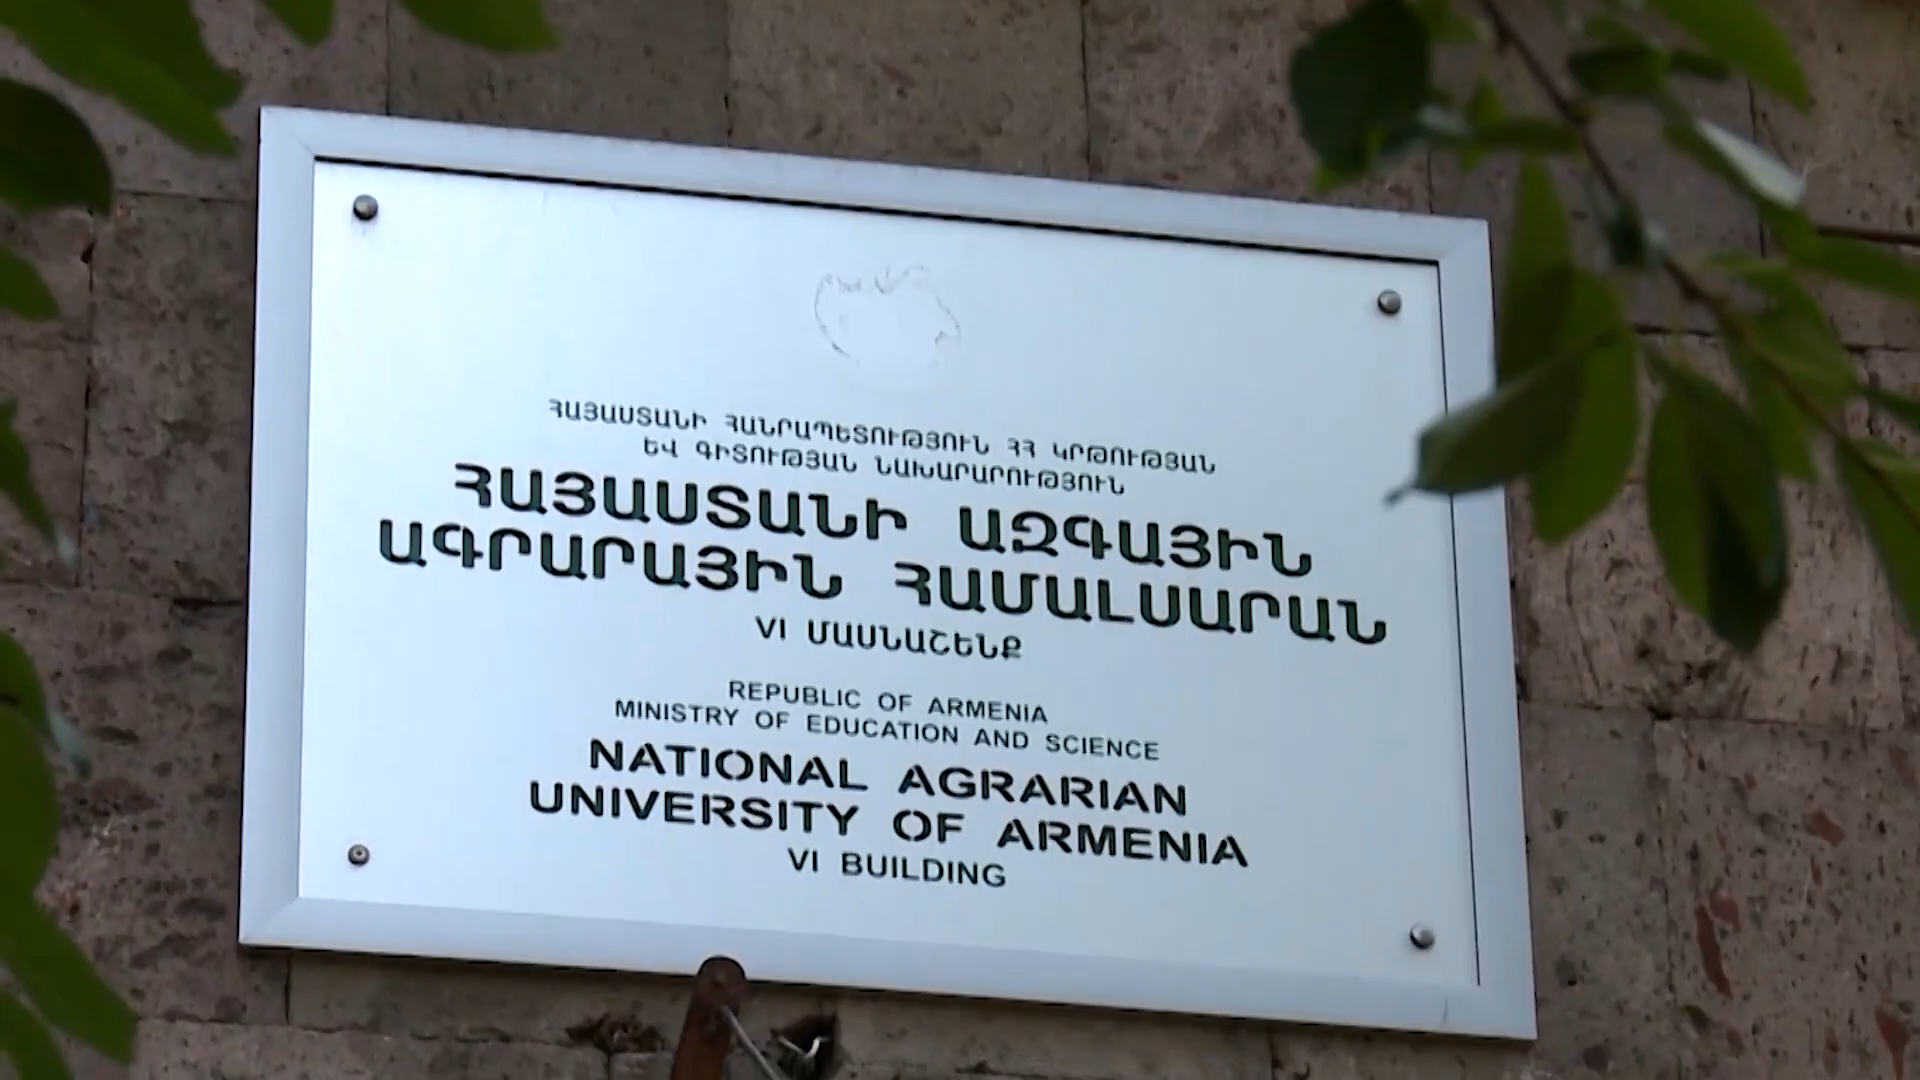 ՀԱՅԱՍՏԱՆԻ ՀԱՆՐԱՊԵՏՈՒԹՅՈՒՆ ՀՀ ԿՐԹՈՒԹՅԱՆ
ԵՎ ԳԻՏՈՒԹՅԱՆ ՆԱԽԱՐԱՐՈՒԹՅՈՒՆ
ՀԱՅԱՍՏԱՆԻ ԱԶԳԱՅԻՆ
ԱԳՐԱՐԱՅԻՆ ՀԱՄԱԼՍԱՐԱՆ
VI ՄԱՍՆԱՇԵՆՔ
REPUBLIC OF ARMENIA
MINISTRY OF EDUCATION AND SCIENCE
NATIONAL AGRARIAN
UNIVERSITY OF ARMENIA
VI BUILDING